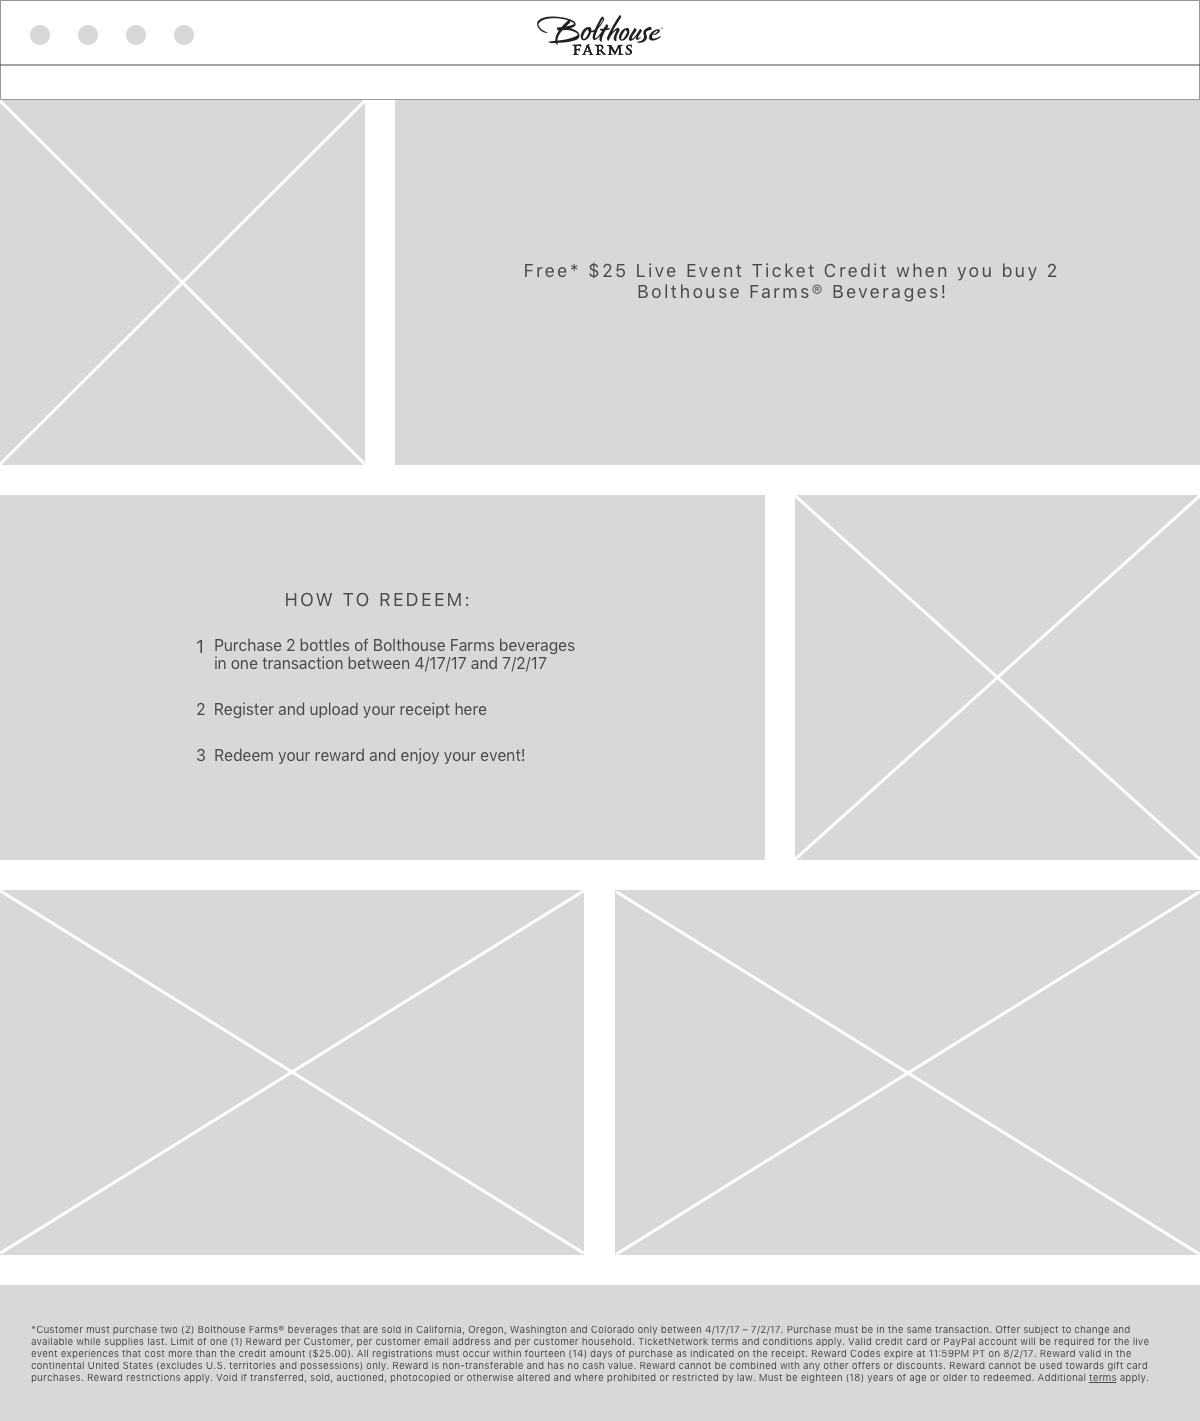 Bolthouse
FARMS
Free* $25 Live Event Ticket Credit when you buy 2
Bolthouse Farms® Beverages!
HOW TO REDEEM:
1 Purchase 2 bottles of Bolthouse Farms beverages
in one transaction between 4/17/17 and 7/2/17
2 Register and upload your receipt here
3 Redeem your reward and enjoy your event!
*Customer must purchase two (2) Bolthouse Farms® beverages that are sold in California, Oregon, Washington and Colorado only between 4/17/17 – 7/2/17. Purchase must be in the same transaction. Offer subject to change and
available while supplies last. Limit of one (1) Reward per Customer, per customer email address and per customer household. TicketNetwork terms and conditions apply. Valid credit card or PayPal account will be required for the live
event experiences that cost more than the credit amount ($25.00). All registrations must occur within fourteen (14) days of purchase as indicated on the receipt. Reward Codes expire at 11:59PM PT on 8/2/17. Reward valid in the
continental United States (excludes U.S. territories and possessions) only. Reward is non-transferable and has no cash value. Reward cannot be combined with any other offers or discounts. Reward cannot be used towards gift card
purchases. Reward restrictions apply. Void if transferred, sold, auctioned, photocopied or otherwise altered and where prohibited or restricted by law. Must be eighteen (18) years of age or older to redeemed. Additional terms apply.